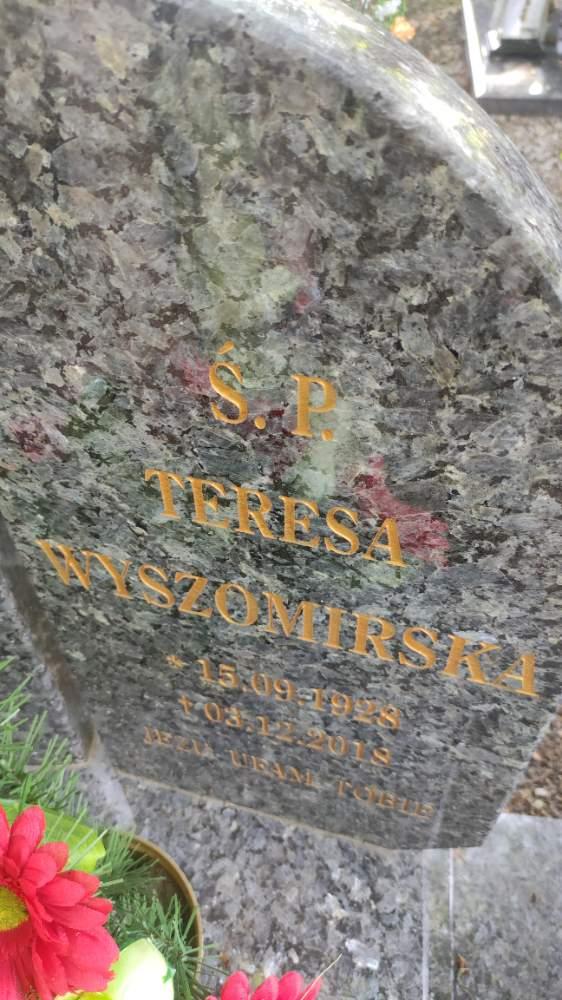 Ś. P.
TERESA
WYSZOMIRSKA
* 15.09.1928
+ 03.12.2018
JEZU UFAM TOBIE